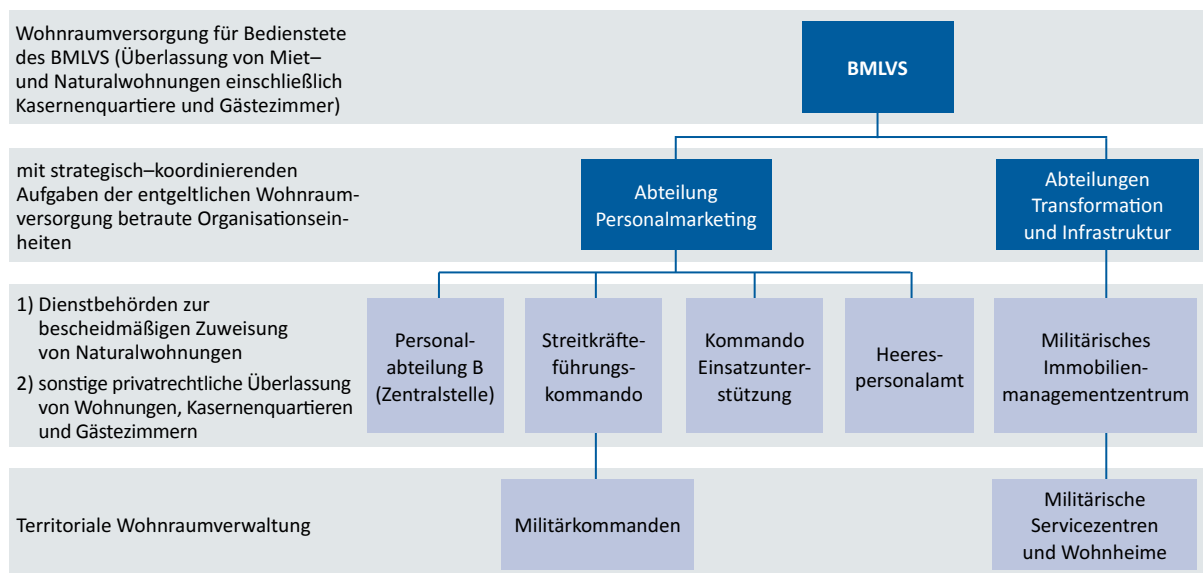 Wohnraumversorgung für Bedienstete
des BMLVS (Überlassung von Miet–
und Naturalwohnungen einschließlich
Kasernenquartiere und Gästezimmer)
BMLVS
mit strategisch–koordinierenden
Aufgaben der entgeltlichen Wohnraum-
versorgung betraute Organisationsein-
heiten
Abteilung
Personalmarketing
Abteilungen
Transformation
und Infrastruktur
1) Dienstbehörden zur
bescheidmäßigen Zuweisung
von Naturalwohnungen
2) sonstige privatrechtliche Überlassung
von Wohnungen, Kasernenquartieren
und Gästezimmern
Personal-
abteilung B
(Zentralstelle)
Streitkräfte-
führungs-
kommando
Kommando
Einsatzunter-
stützung
Heeres-
personalamt
Militärisches
Immobilien-
managementzentrum
Territoriale Wohnraumverwaltung
Militärkommanden
Militärische
Servicezentren
und Wohnheime